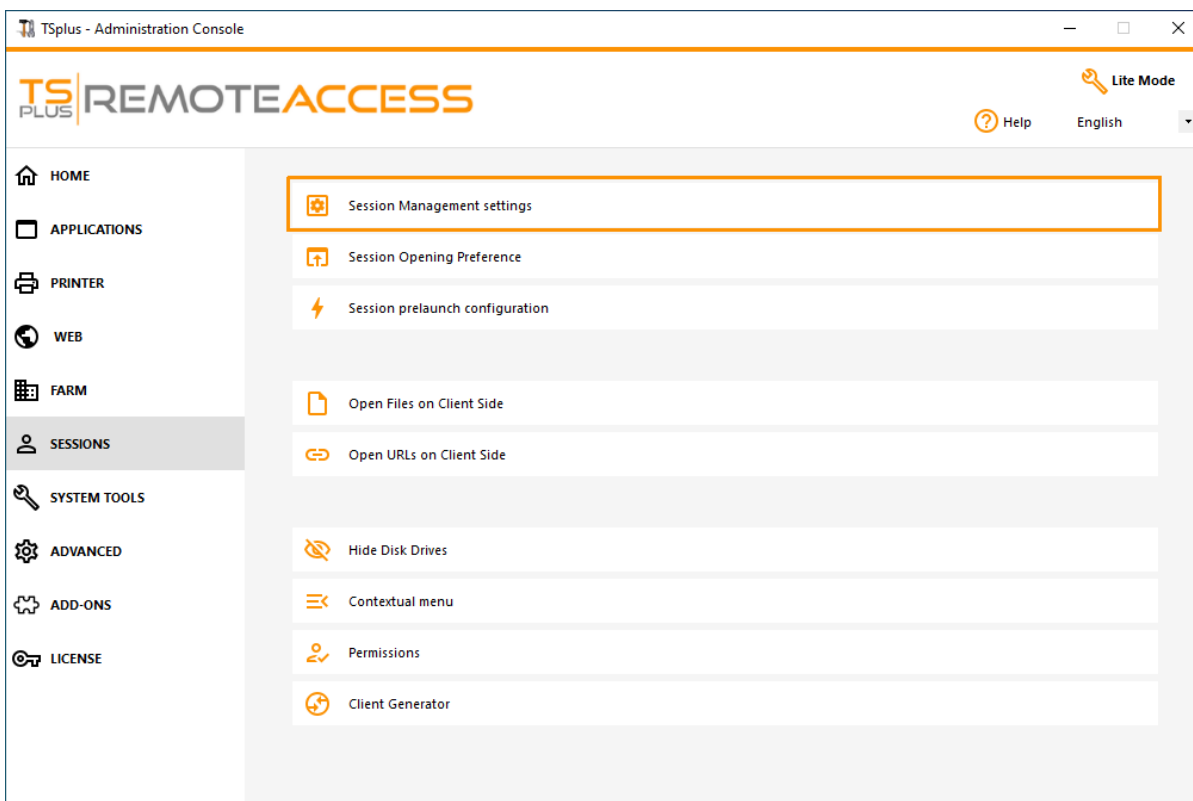 TSplus - Administration Console
TS PLUS REMOTEACCESS
Lite Mode
Help English
HOME
APPLICATIONS
PRINTER
WEB
FARM
SESSIONS
SYSTEM TOOLS
ADVANCED
ADD-ONS
LICENSE
Session Management settings
Session Opening Preference
Session prelaunch configuration
Open Files on Client Side
Open URLs on Client Side
Hide Disk Drives
Contextual menu
Permissions
Client Generator